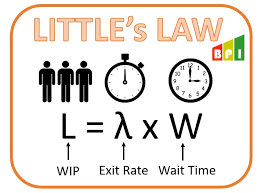 LITTLE's LAW
BPI
L = λ x W
WIP Exit Rate Wait Time